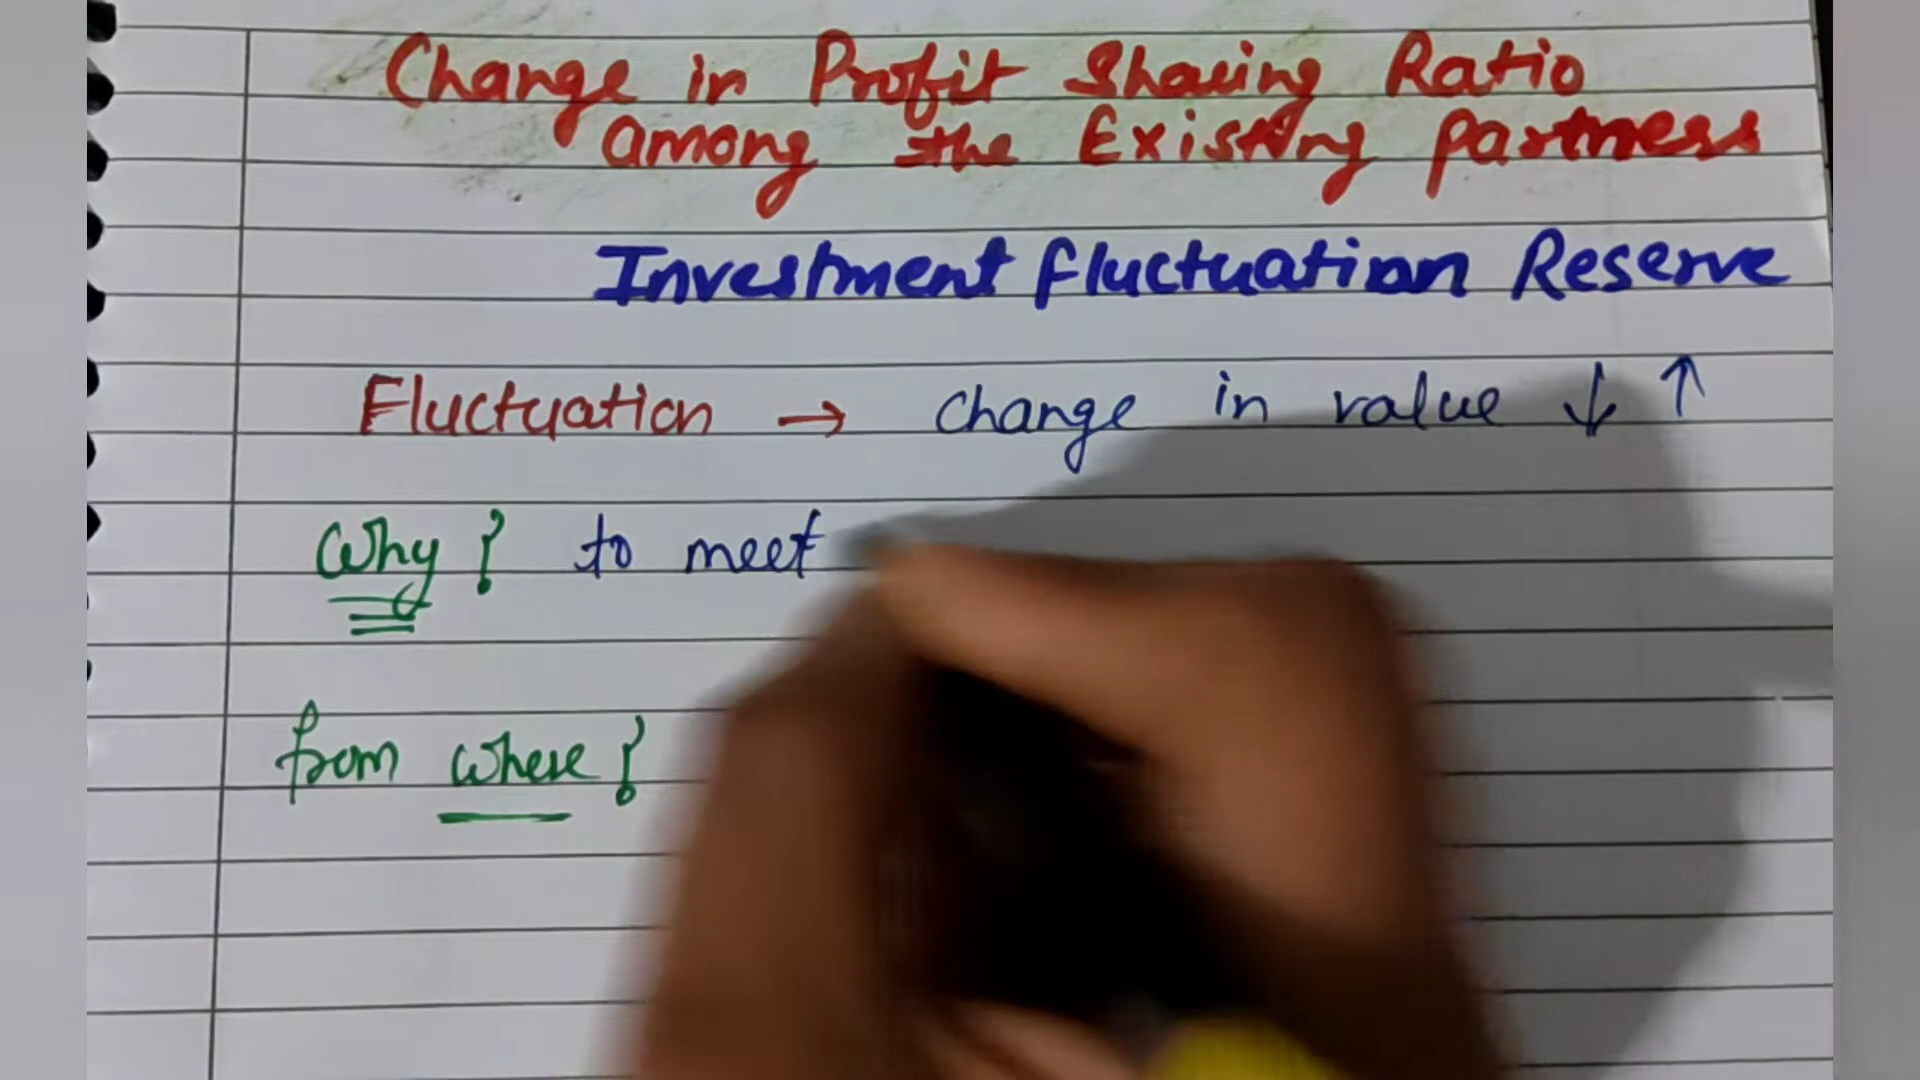 Change in Profit Sharing Ratio
among the Existing partners
Investment fluctuation Reserve
Fluctuation → change in value ↓ ↑
Why? to meet
from where?